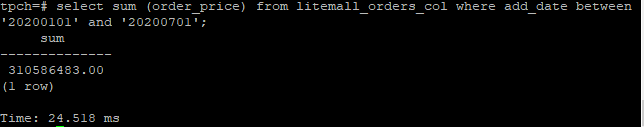 tpch=# select sum (order_price) from litemall_orders_col where add_date between
'20200101' and '20200701';
sum
--------------
310586483.00
(1 row)
Time: 24.518 ms